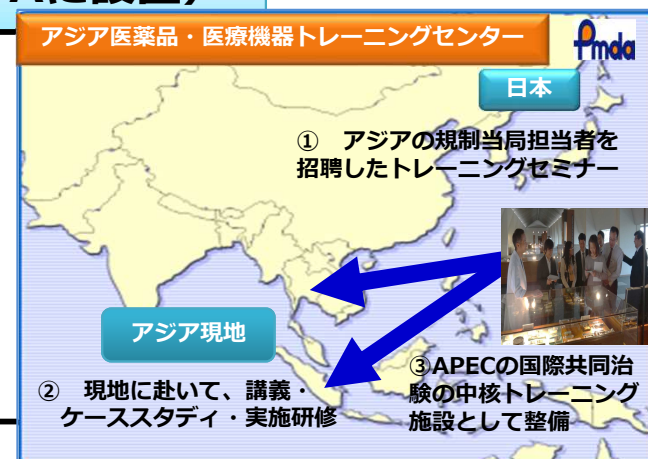 Aに設置)
アジア医薬品・医療機器トレーニングセンター
Pmda
日本
① アジアの規制当局担当者を
招聘したトレーニングセミナー
アジア現地
② 現地に赴いて、講義・
ケーススタディ・実施研修
③APECの国際共同治
験の中核トレーニング
施設として整備